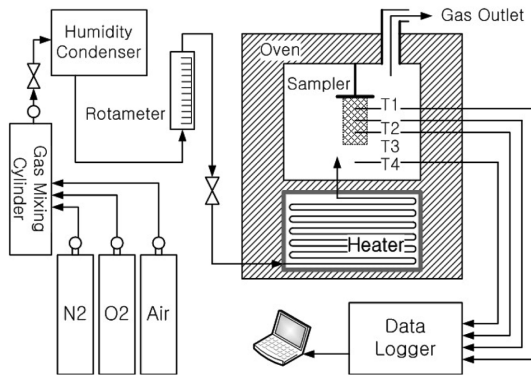 Gas Outlet
Humidity
Condenser
Oven
Sampler
Rotameter
T1
T2
T3
T4
Gas Mixing
Cylinder
Heater
N2
O2
Air
Data
Logger